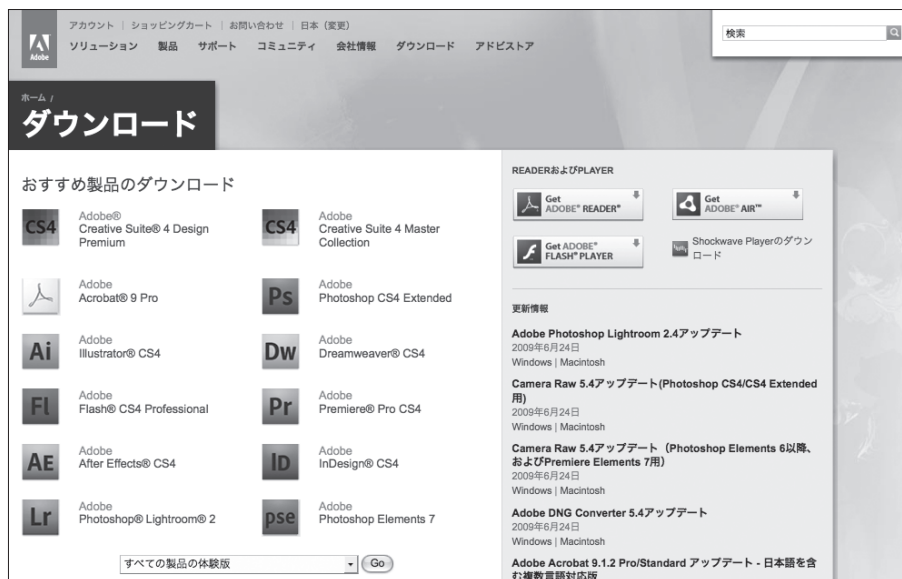 アカウント | ショッピングカート | お問い合わせ | 日本（変更）
ソリューション 製品 サポート コミュニティ 会社情報 ダウンロード アドビストア
検索
Adobe
ホーム /
ダウンロード
おすすめ製品のダウンロード
CS4
Adobe®
Creative Suite® 4 Design
Premium
CS4
Adobe
Creative Suite 4 Master
Collection
Adobe
Acrobat® 9 Pro
Ps
Adobe
Photoshop CS4 Extended
Ai
Adobe
Illustrator® CS4
Dw
Adobe
Dreamweaver® CS4
Fl
Adobe
Flash® CS4 Professional
Pr
Adobe
Premiere® Pro CS4
AE
Adobe
After Effects® CS4
ID
Adobe
InDesign® CS4
Lr
Adobe
Photoshop® Lightroom® 2
pse
Adobe
Photoshop Elements 7
すべての製品の体験版
Go
READERおよびPLAYER
Get
ADOBE® READER®
Get
ADOBE® AIR™
Get ADOBE®
FLASH® PLAYER
Shockwave Playerのダウン
ロード
更新情報
Adobe Photoshop Lightroom 2.4アップデート
2009年6月24日
Windows | Macintosh
Camera Raw 5.4アップデート(Photoshop CS4/CS4 Extended
用)
2009年6月24日
Windows | Macintosh
Camera Raw 5.4アップデート（Photoshop Elements 6以降、
およびPremiere Elements 7用）
2009年6月24日
Windows | Macintosh
Adobe DNG Converter 5.4アップデート
2009年6月24日
Windows | Macintosh
Adobe Acrobat 9.1.2 Pro/Standard アップデート - 日本語を含
む複数言語対応版